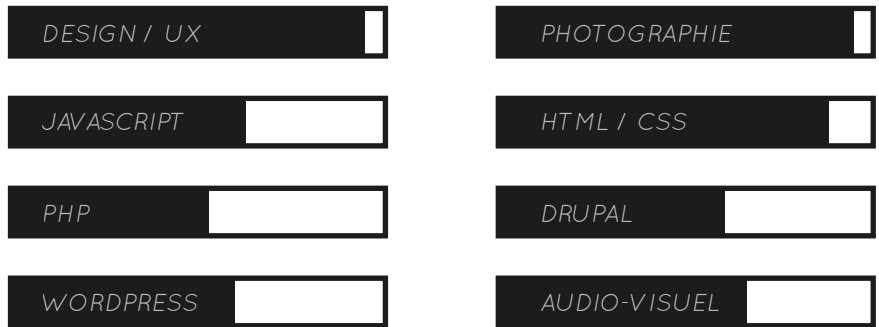 DESIGN / UX
PHOTOGRAPHIE
JAVASCRIPT
HTML / CSS
PHP
DRUPAL
WORDPRESS
AUDIO-VISUEL